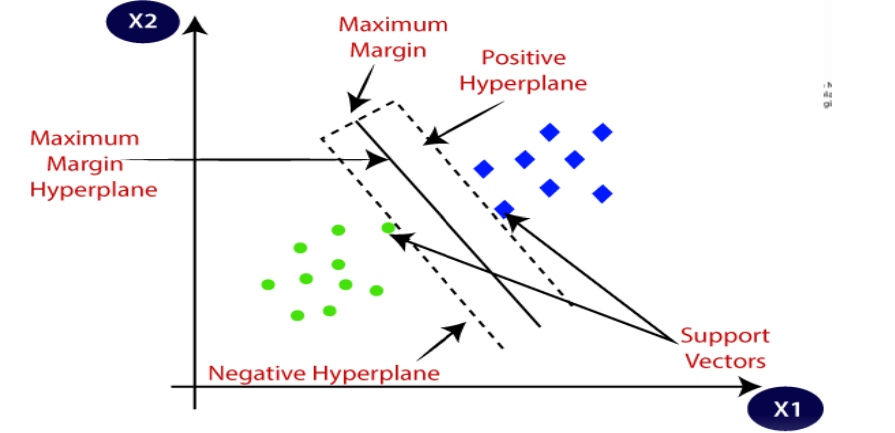 X2
Maximum
Margin
Positive
Hyperplane
Maximum
Margin
Hyperplane
Support
Vectors
Negative Hyperplane
X1